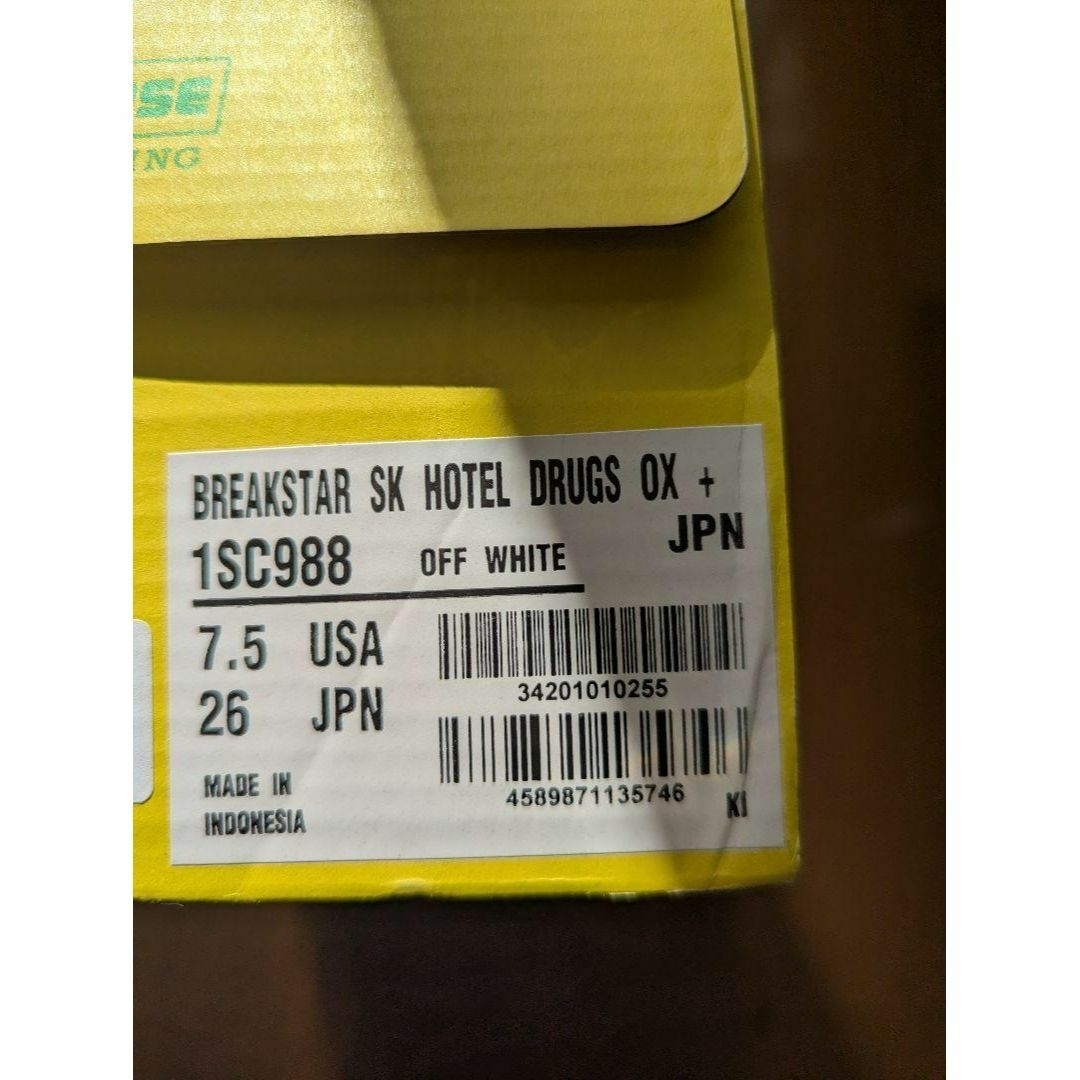 BREAKSTAR SK HOTEL DRUGS OX +
JPN
1SC988 OFF WHITE
7.5 USA
26 JPN
34201010255
4589871135746
MADE IN
INDONESIA
KI